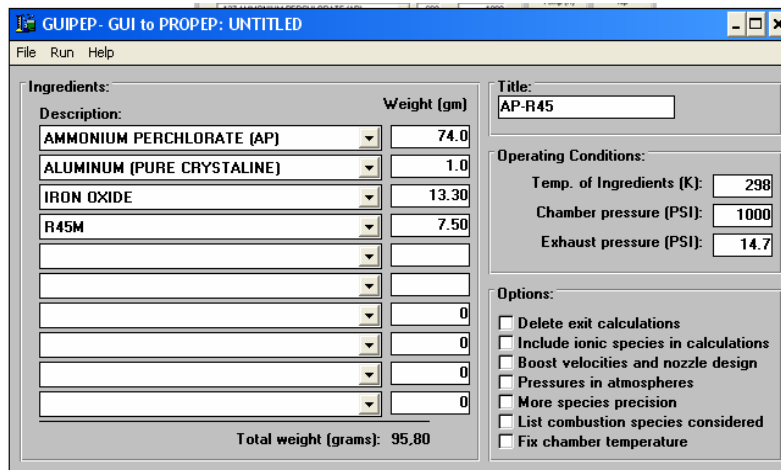 GUIPEP- GUI to PROPEP: UNTITLED
File Run Help
Ingredients:
Description:
Weight (gm)
AMMONIUM PERCHLORATE (AP) 74.0
ALUMINUM (PURE CRYSTALINE) 1.0
IRON OXIDE 13.30
R45M 7.50
0
0
0
0
Total weight (grams): 95,80
Title:
AP-R45
Operating Conditions:
Temp. of Ingredients (K): 298
Chamber pressure (PSI): 1000
Exhaust pressure (PSI): 14.7
Options:
Delete exit calculations
Include ionic species in calculations
Boost velocities and nozzle design
Pressures in atmospheres
More species precision
List combustion species considered
Fix chamber temperature